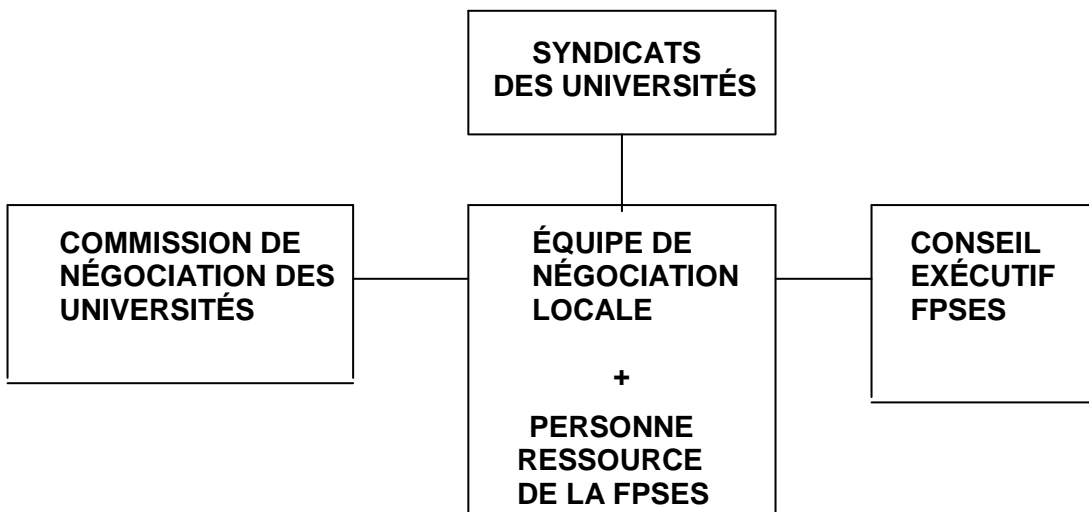 SYNDICATS
DES UNIVERSITÉS
COMMISSION DE
NÉGOCIATION DES
UNIVERSITÉS
ÉQUIPE DE
NÉGOCIATION
LOCALE
+
PERSONNE
RESSOURCE
DE LA FPSES
CONSEIL
EXÉCUTIF
FPSES